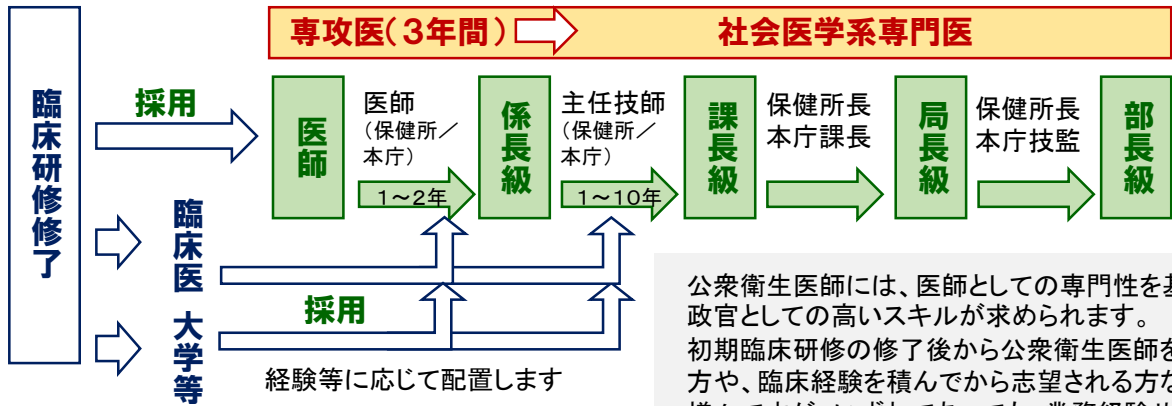 専攻医(3年間) 社会医学系専門医
臨床研修修了
採用
医師
医師
(保健所／
本庁)
1～2年
係長級
主任技師
(保健所／
本庁)
1～10年
課長級
保健所長
本庁課長
局長級
保健所長
本庁技監
部長級
臨床医
大学等
採用
経験等に応じて配置します
公衆衛生医師には、医師としての専門性を
政官としての高いスキルが求められます。
初期臨床研修の修了後から公衆衛生医師を
方や、臨床経験を積んでから志望される方